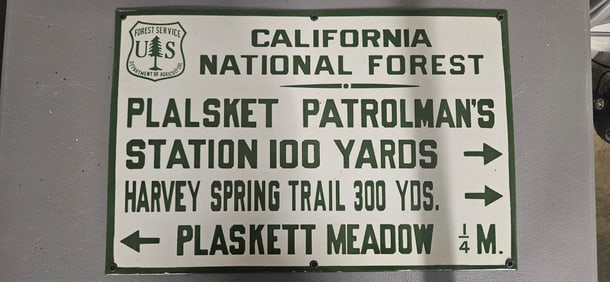 FOREST SERVICE
U S
DEPARTMENT OF AGRICULTURE
CALIFORNIA
NATIONAL FOREST
PLALSKET PATROLMAN'S
STATION 100 YARDS →
HARVEY SPRING TRAIL 300 YDS. →
← PLASKETT MEADOW ¼ M.